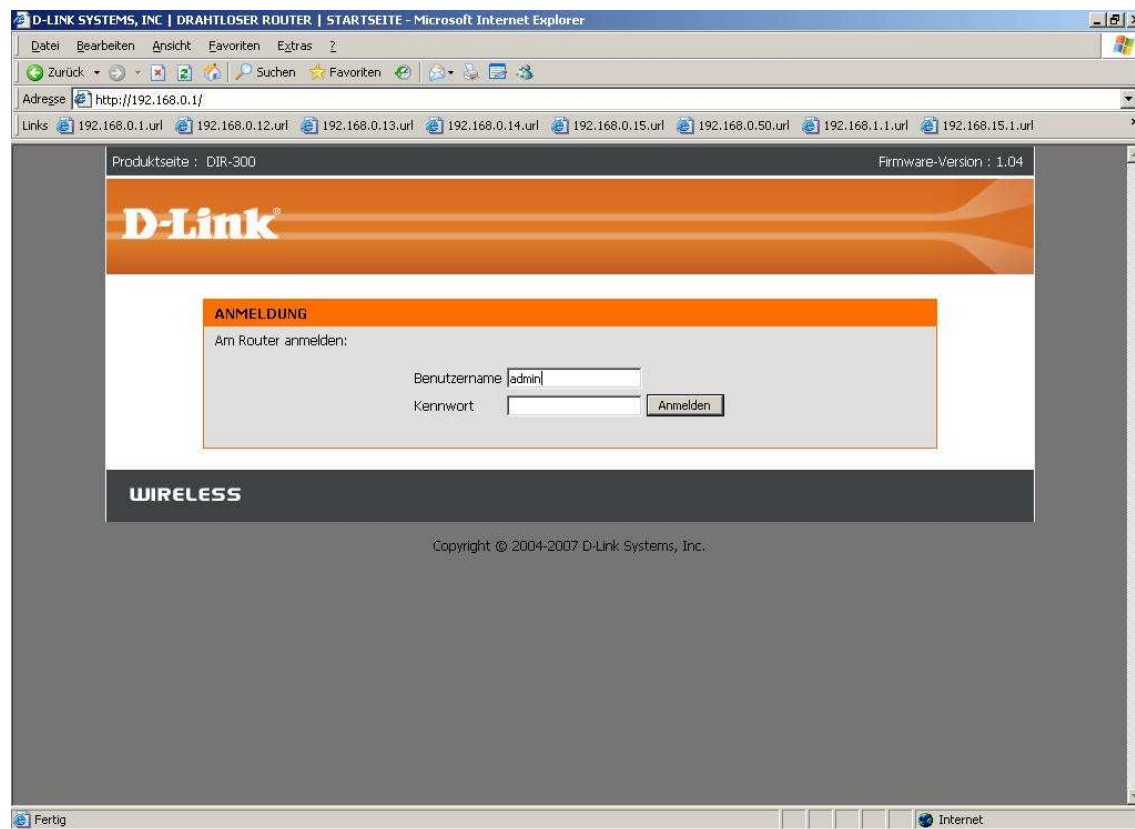 D-LINK SYSTEMS, INC | DRAHTLOSER ROUTER | STARTSEITE - Microsoft Internet Explorer
Datei Bearbeiten Ansicht Favoriten Extras ?
Zurück Suchen Favoriten
Adresse http://192.168.0.1/
Links 192.168.0.1.url 192.168.0.12.url 192.168.0.13.url 192.168.0.14.url 192.168.0.15.url 192.168.0.50.url 192.168.1.1.url 192.168.15.1.url
Produktseite : DIR-300 Firmware-Version : 1.04
D-Link®
ANMELDUNG
Am Router anmelden:
Benutzername admin
Kennwort Anmelden
WIRELESS
Copyright © 2004-2007 D-Link Systems, Inc.
Fertig Internet